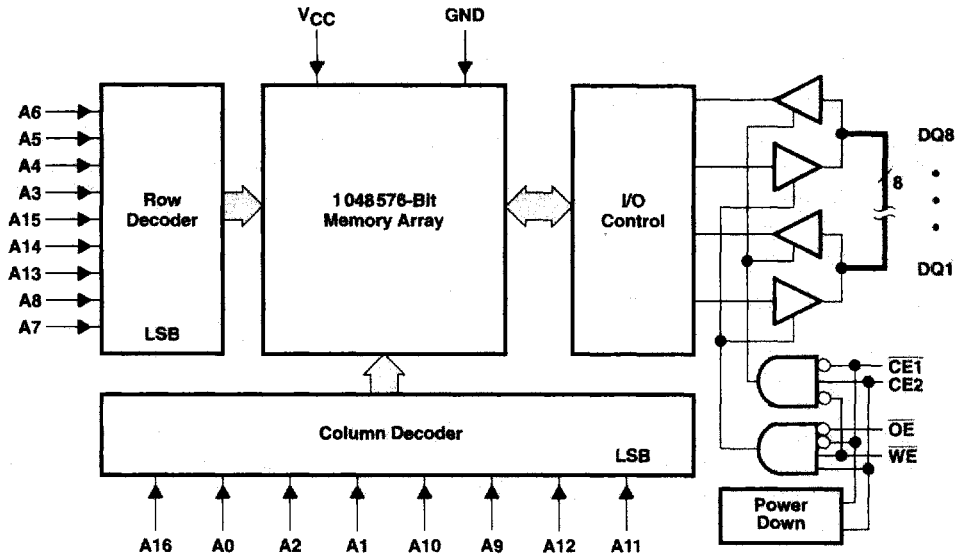 VCC
GND
A6
A5
A4
A3
A15
A14
A13
A8
A7
Row
Decoder
LSB
1048576-Bit
Memory Array
I/O
Control
DQ8
8
DQ1
CE1
CE2
OE
WE
Column Decoder
LSB
Power
Down
A16 A0 A2 A1 A10 A9 A12 A11